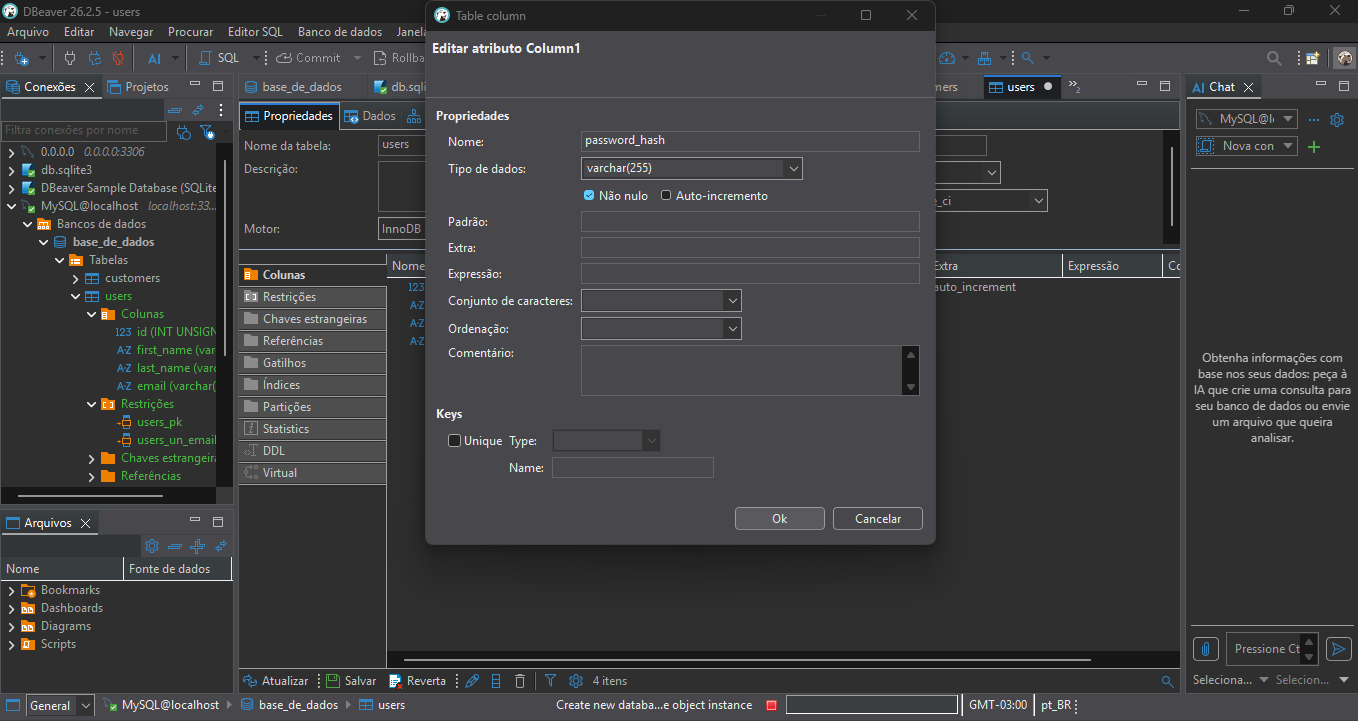 DBeaver 26.2.5 - users
Arquivo Editar Navegar Procurar Editor SQL Banco de dados Janela
AI SQL Commit Rollba
Conexões Projetos
Filtra conexões por nome
0.0.0.0 0.0.0.0:3306
db.sqlite3
DBeaver Sample Database (SQLite
MySQL@localhost localhost:33...
Bancos de dados
base_de_dados
Tabelas
customers
users
Colunas
123 id (INT UNSIGN
A-Z first_name (var
A-Z last_name (varc
A-Z email (varchar(
Restrições
users_pk
users_un_email
Chaves estrangeira
Referências
Arquivos
Nome Fonte de dados
Bookmarks
Dashboards
Diagrams
Scripts
base_de_dados db.sqli mers users »2
Propriedades Dados
Nome da tabela: users
Descrição:
e_ci
Motor: InnoDB
Colunas
Restrições
Chaves estrangeiras
Referências
Gatilhos
Índices
Partições
Statistics
DDL
Virtual
Nome Extra Expressão Co
123 auto_increment
A-Z
A-Z
A-Z
Table column
Editar atributo Column1
Propriedades
Nome: password_hash
Tipo de dados: varchar(255)
Não nulo Auto-incremento
Padrão:
Extra:
Expressão:
Conjunto de caracteres:
Ordenação:
Comentário:
Keys
Unique Type:
Name:
Ok Cancelar
Atualizar Salvar Reverta 4 itens
AI Chat
MySQL@l
Nova con
Obtenha informações com
base nos seus dados: peça à
IA que crie uma consulta para
seu banco de dados ou envie
um arquivo que queira
analisar.
Pressione Ct
Seleciona... Selecion...
General MySQL@localhost base_de_dados users Create new databa...e object instance GMT-03:00 pt_BR